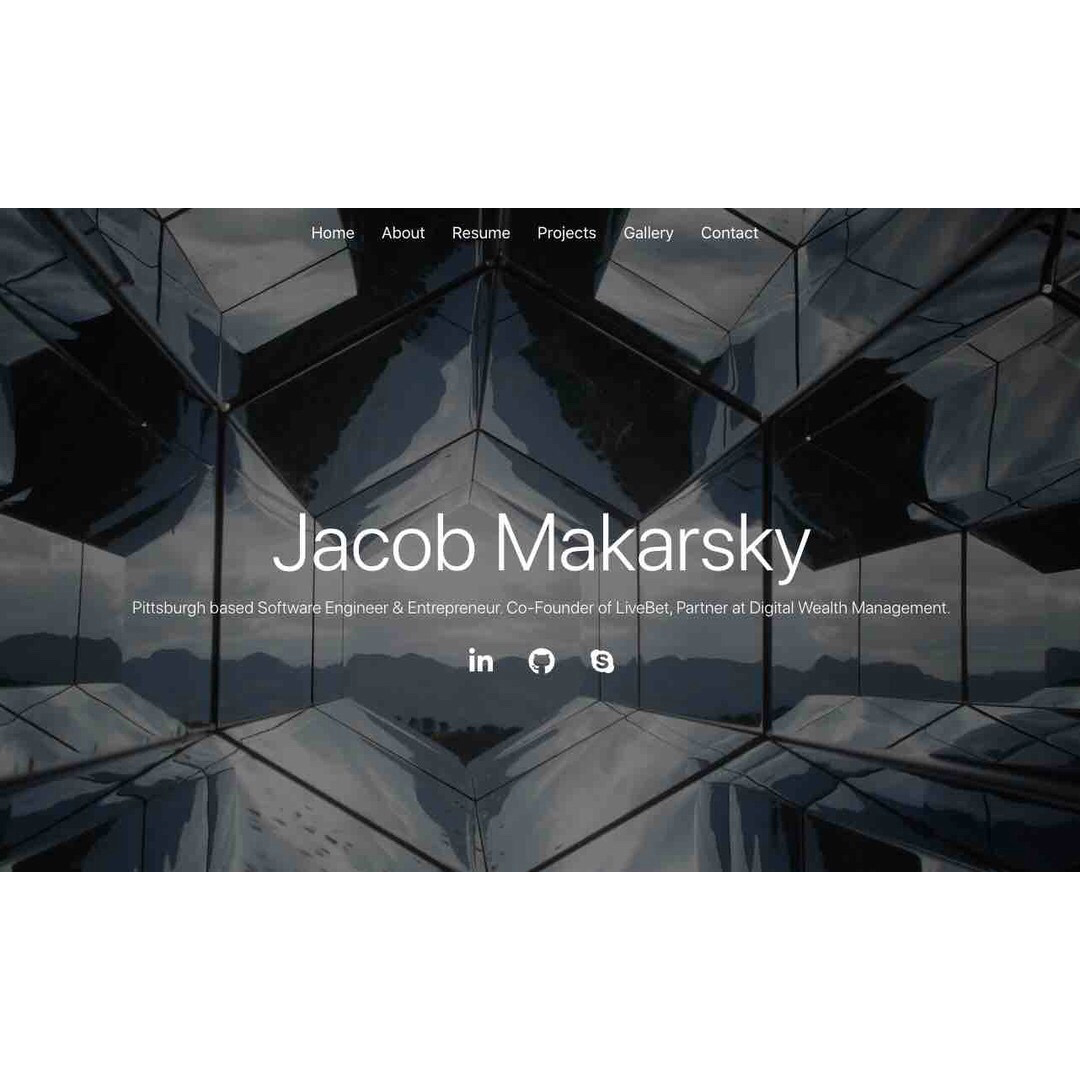 Home About Resume Projects Gallery Contact
Jacob Makarsky
Pittsburgh based Software Engineer & Entrepreneur. Co-Founder of LiveBet, Partner at Digital Wealth Management.
in